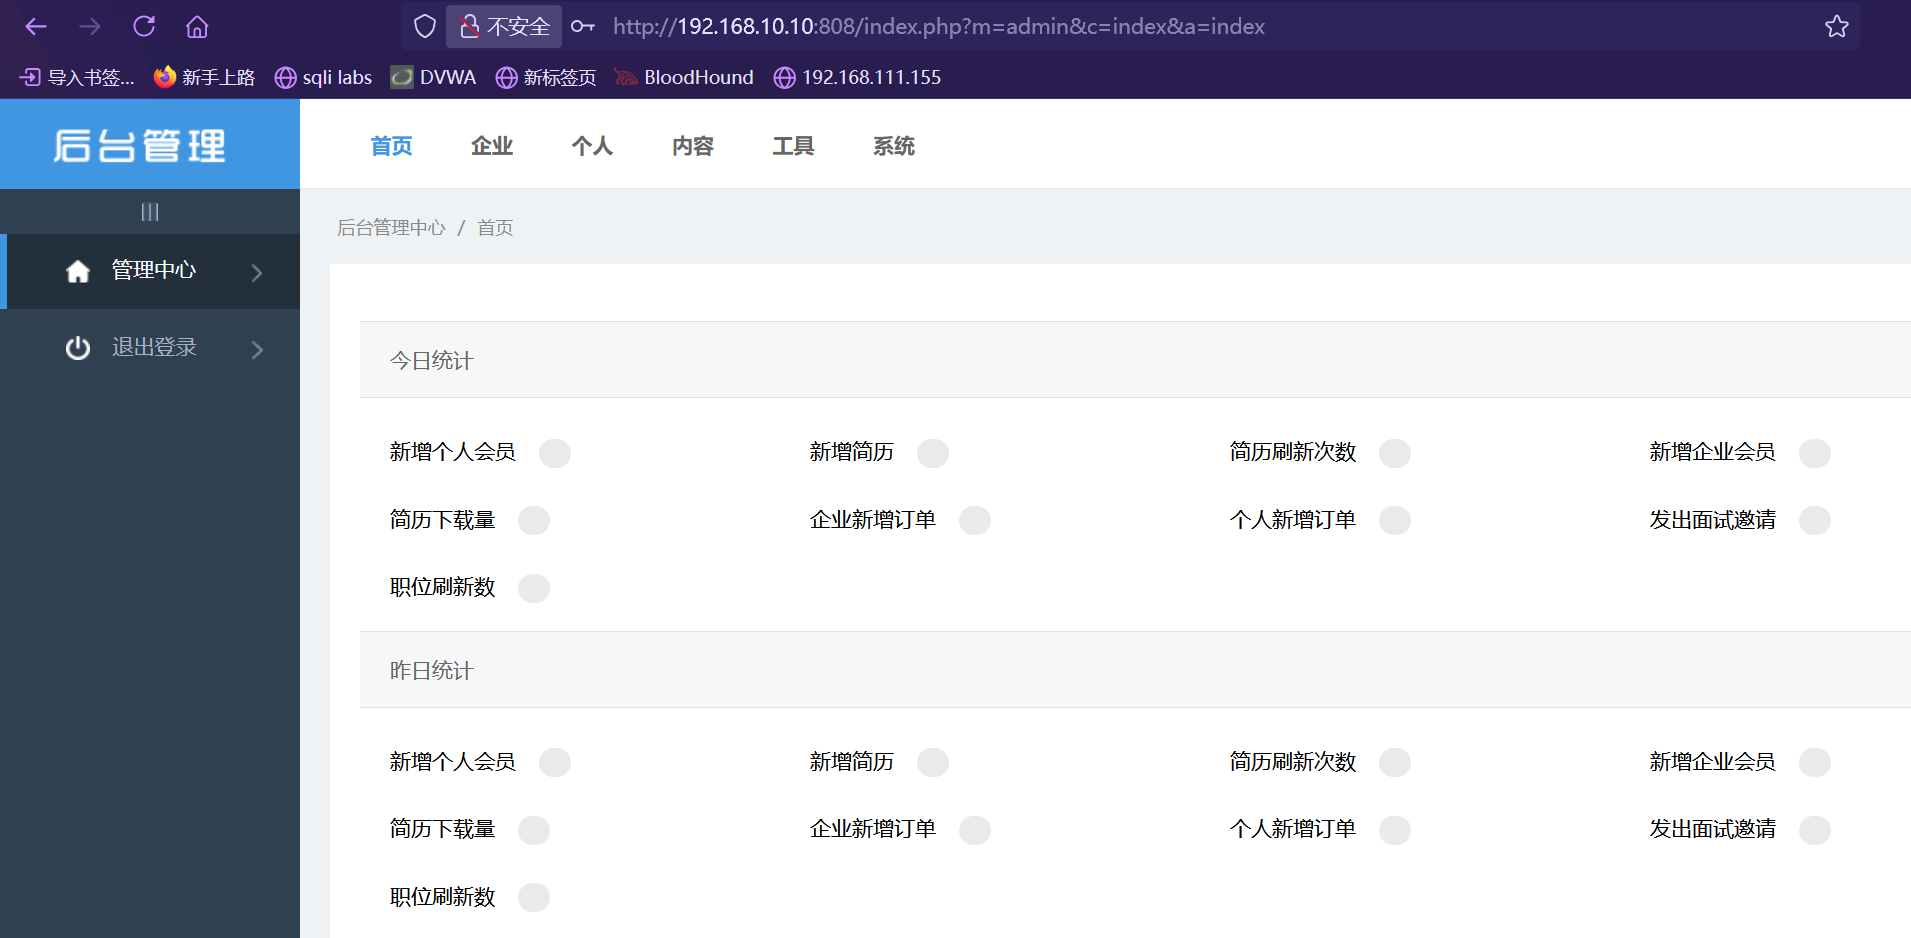 不安全 http://192.168.10.10:808/index.php?m=admin&c=index&a=index
导入书签... 新手上路 sqli labs DVWA 新标签页 BloodHound 192.168.111.155
后台管理 首页 企业 个人 内容 工具 系统
管理中心
退出登录
后台管理中心 / 首页
今日统计
新增个人会员 新增简历 简历刷新次数 新增企业会员
简历下载量 企业新增订单 个人新增订单 发出面试邀请
职位刷新数
昨日统计
新增个人会员 新增简历 简历刷新次数 新增企业会员
简历下载量 企业新增订单 个人新增订单 发出面试邀请
职位刷新数